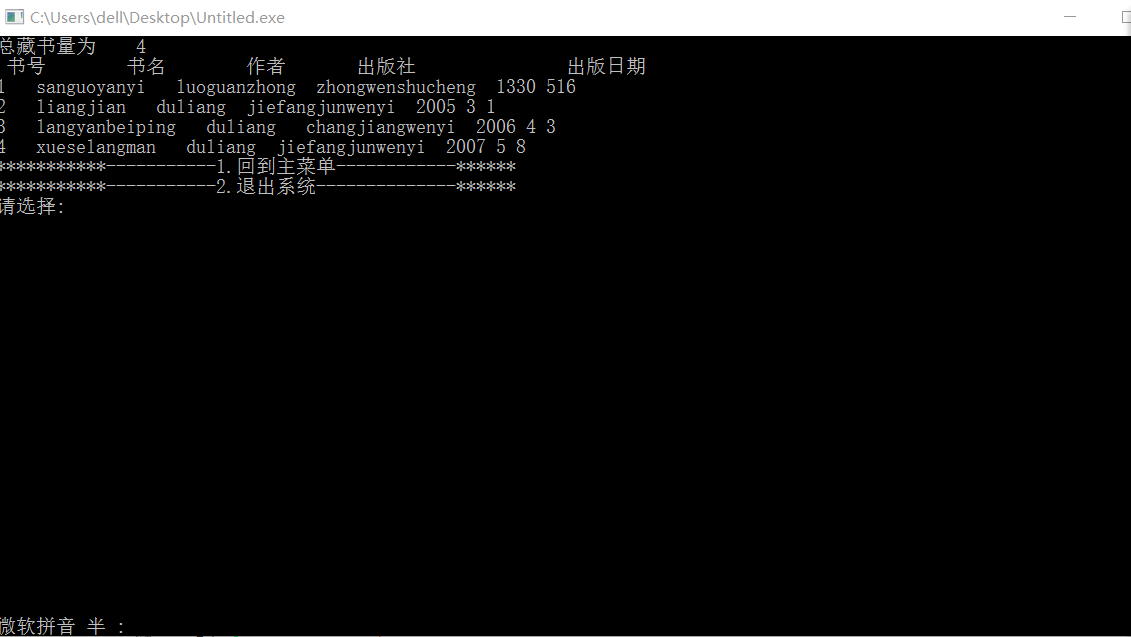 C:\Users\dell\Desktop\Untitled.exe
总藏书量为 4
书号 书名 作者 出版社 出版日期
1 sanguoyanyi luoguanzhong zhongwenshucheng 1330 516
2 liangjian duliang jiefangjunwenyi 2005 3 1
3 langyanbeiping duliang changjiangwenyi 2006 4 3
4 xueselangman duliang jiefangjunwenyi 2007 5 8
***********-----------1.回到主菜单------------******
***********-----------2.退出系统--------------******
请选择:
微软拼音 半 :